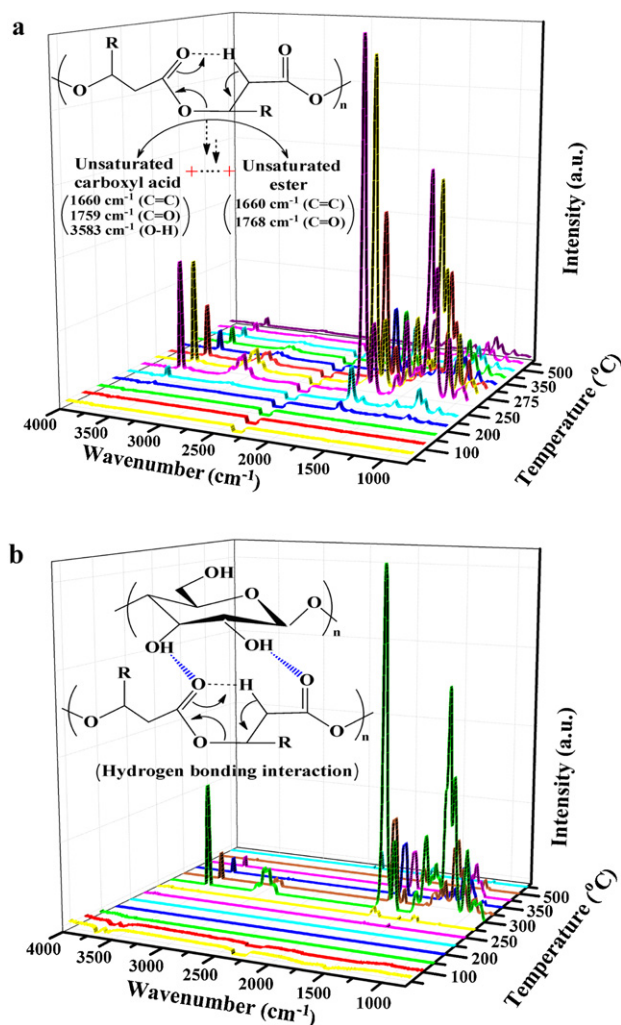 a
R
O
H
O
O
O
R
O
n
Unsaturated
carboxyl acid
1660 cm-1 (C=C)
1759 cm-1 (C=O)
3583 cm-1 (O-H)
Unsaturated
ester
1660 cm-1 (C=C)
1768 cm-1 (C=O)
Intensity (a.u.)
500
350
275
250
200
100
Temperature (oC)
4000
3500
3000
2500
2000
1500
1000
Wavenumber (cm-1)
b
OH
O
O
n
OH
OH
R
O
H
O
O
O
R
O
n
(Hydrogen bonding interaction)
Intensity (a.u.)
500
350
300
250
200
100
Temperature (oC)
4000
3500
3000
2500
2000
1500
1000
Wavenumber (cm-1)